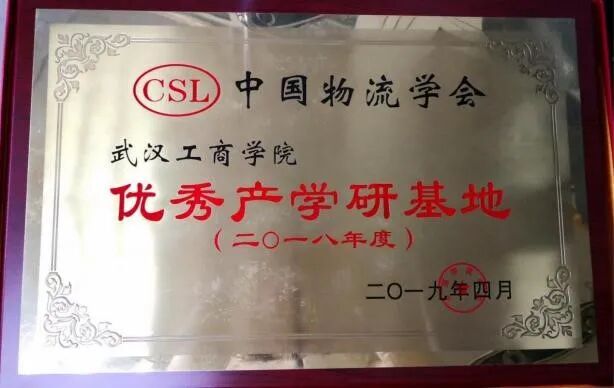 CSL 中国物流学会
武汉工商学院
优秀产学研基地
（二〇一八年度）
二〇一九年四月